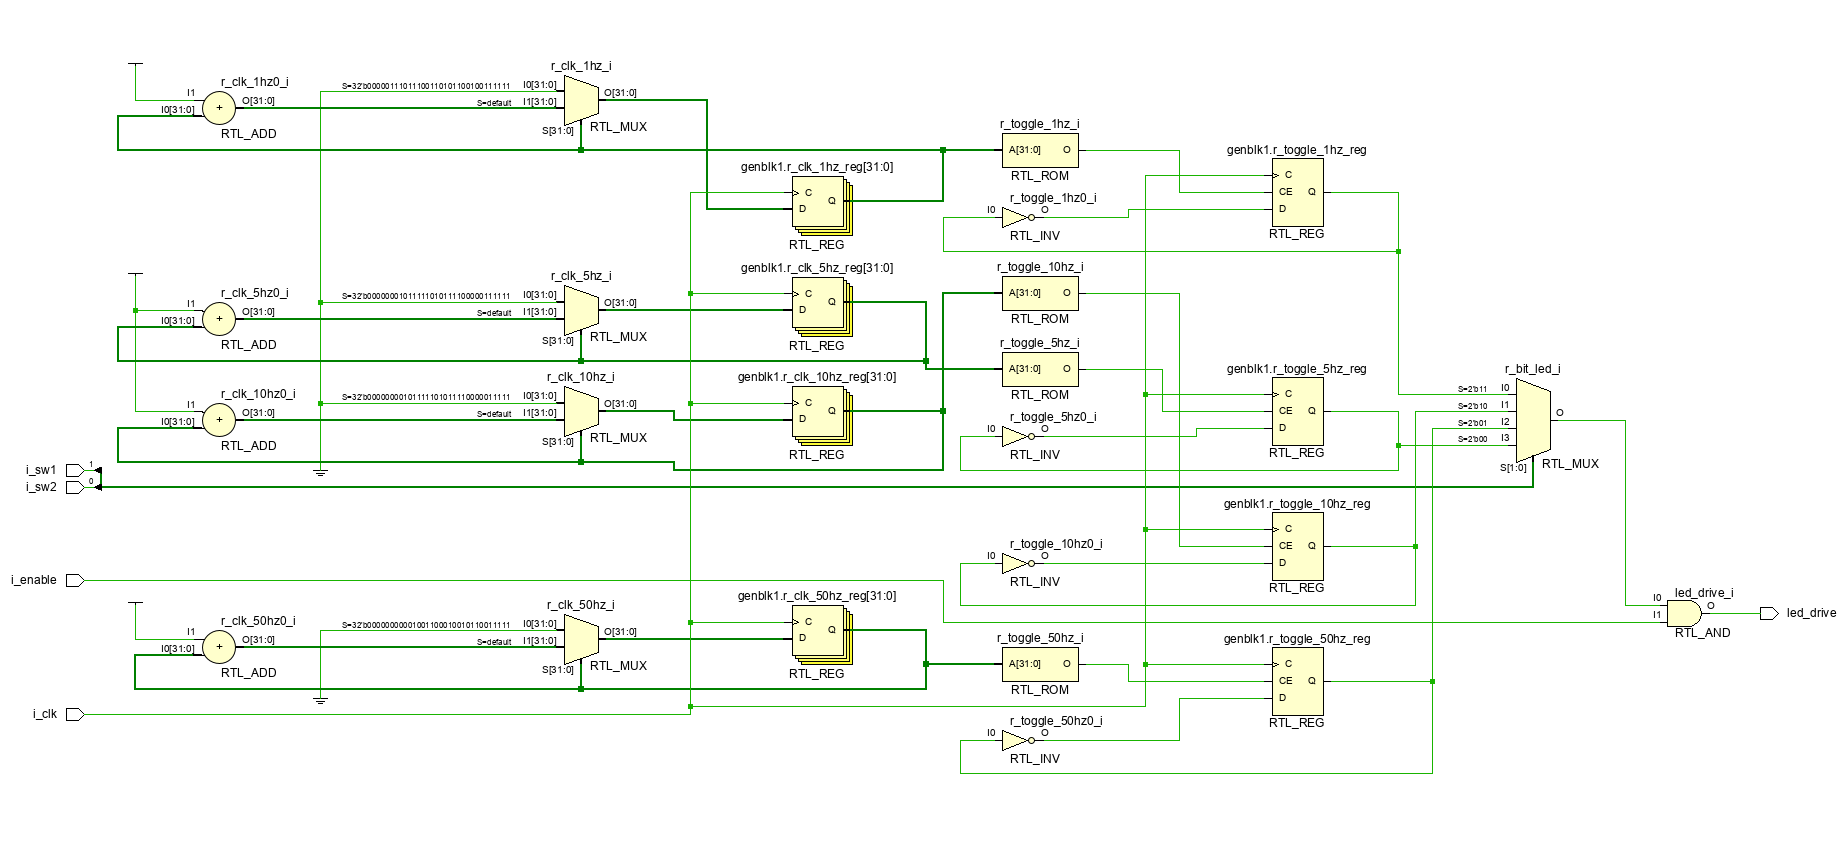 r_clk_1hz_i
r_clk_1hz0_i
S=32'b00000111011100110101100100111111
I0[31:0]
O[31:0]
I1
O[31:0]
S=default
I1[31:0]
I0[31:0]
+
RTL_ADD
S[31:0]
RTL_MUX
r_toggle_1hz_i
A[31:0]
O
RTL_ROM
genblk1.r_toggle_1hz_reg
C
CE
Q
D
RTL_REG
genblk1.r_clk_1hz_reg[31:0]
C
Q
D
RTL_REG
r_toggle_1hz0_i
I0
O
RTL_INV
r_clk_5hz_i
r_clk_5hz0_i
S=32'b00000001011111010111100000111111
I0[31:0]
O[31:0]
I1
O[31:0]
S=default
I1[31:0]
I0[31:0]
+
RTL_ADD
S[31:0]
RTL_MUX
genblk1.r_clk_5hz_reg[31:0]
C
Q
D
RTL_REG
r_toggle_10hz_i
A[31:0]
O
RTL_ROM
r_toggle_5hz_i
A[31:0]
O
RTL_ROM
genblk1.r_toggle_5hz_reg
C
CE
Q
D
RTL_REG
r_clk_10hz_i
r_clk_10hz0_i
S=32'b00000000101111101011110000011111
I0[31:0]
O[31:0]
I1
O[31:0]
S=default
I1[31:0]
I0[31:0]
+
RTL_ADD
S[31:0]
RTL_MUX
genblk1.r_clk_10hz_reg[31:0]
C
Q
D
RTL_REG
r_toggle_5hz0_i
I0
O
RTL_INV
r_bit_led_i
S=2'b11
I0
S=2'b10
I1
S=2'b01
I2
S=2'b00
I3
O
S[1:0]
RTL_MUX
i_sw1
1
i_sw2
0
genblk1.r_toggle_10hz_reg
C
CE
Q
D
RTL_REG
r_toggle_10hz0_i
I0
O
RTL_INV
i_enable
r_clk_50hz_i
r_clk_50hz0_i
S=32'b00000000001001100010010110011111
I0[31:0]
O[31:0]
I1
O[31:0]
S=default
I1[31:0]
I0[31:0]
+
RTL_ADD
S[31:0]
RTL_MUX
genblk1.r_clk_50hz_reg[31:0]
C
Q
D
RTL_REG
r_toggle_50hz_i
A[31:0]
O
RTL_ROM
genblk1.r_toggle_50hz_reg
C
CE
Q
D
RTL_REG
led_drive_i
I0
O
I1
RTL_AND
led_drive
i_clk
r_toggle_50hz0_i
I0
O
RTL_INV